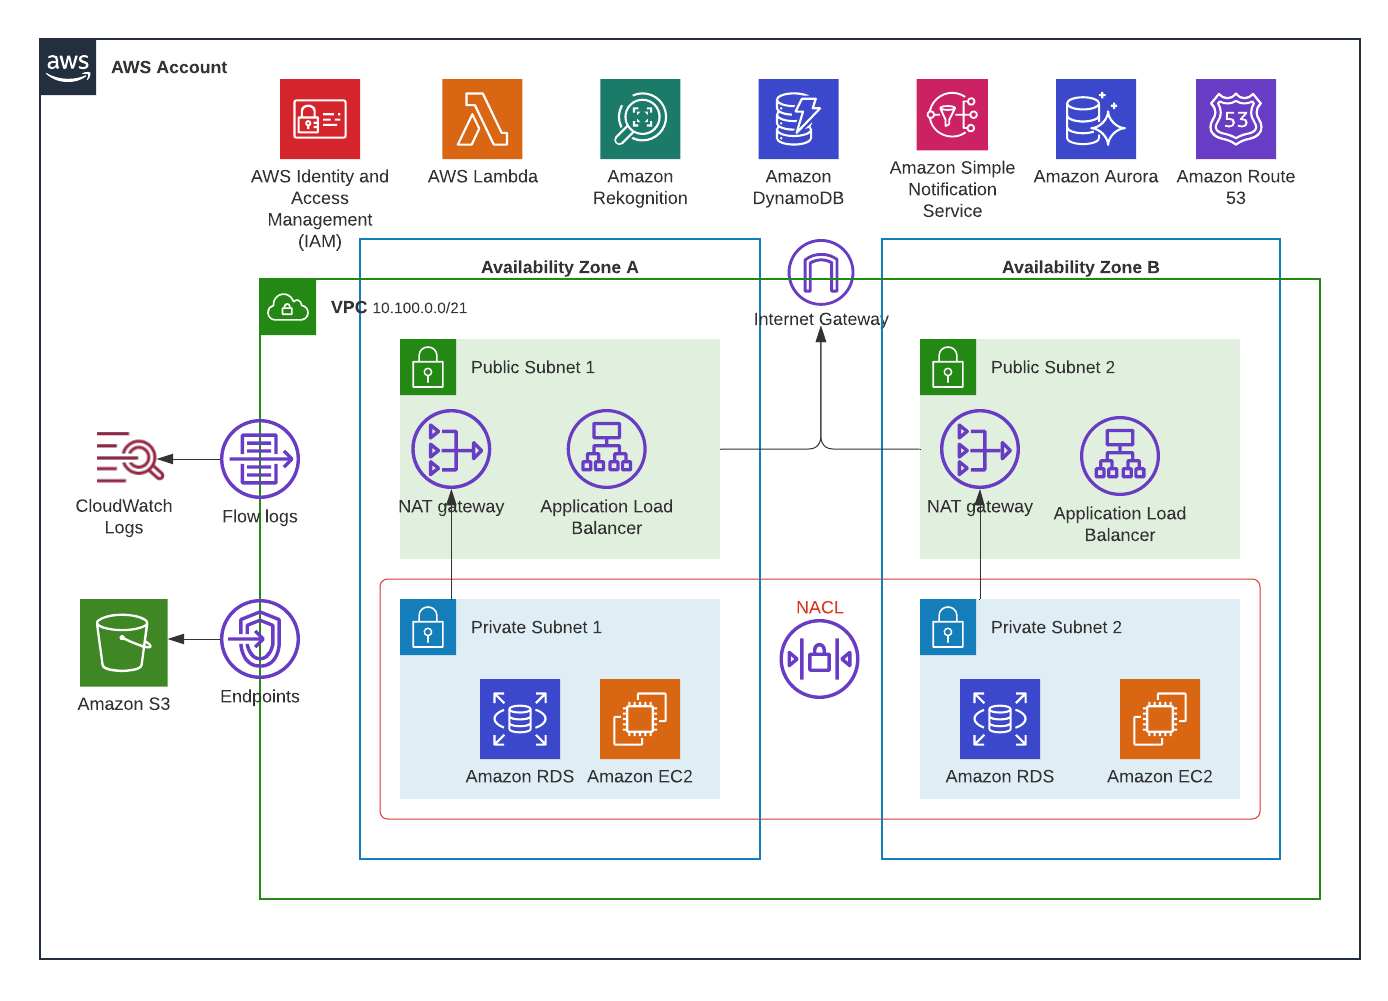 aws
AWS Account
AWS Identity and
Access
Management
(IAM)
AWS Lambda
Amazon
Rekognition
Amazon
DynamoDB
Amazon Simple
Notification
Service
Amazon Aurora
53
Amazon Route
53
Availability Zone A
Availability Zone B
VPC 10.100.0.0/21
Internet Gateway
Public Subnet 1
Public Subnet 2
NAT gateway
Application Load
Balancer
NAT gateway
Application Load
Balancer
CloudWatch
Logs
Flow logs
NACL
Private Subnet 1
Private Subnet 2
Amazon S3
Endpoints
Amazon RDS
Amazon EC2
Amazon RDS
Amazon EC2